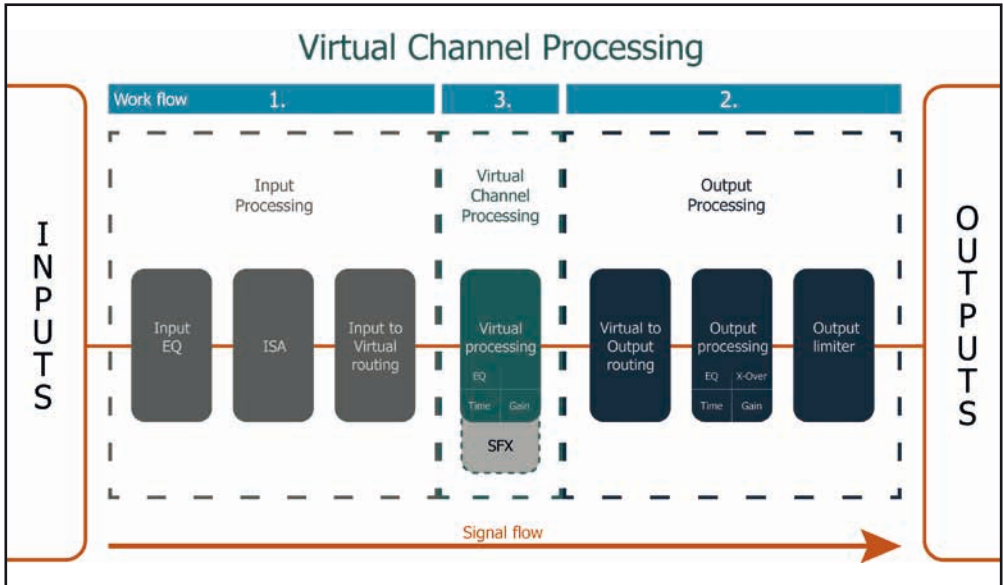 Virtual Channel Processing
Work flow 1. 3. 2.
INPUTS
Input
Processing
Virtual
Channel
Processing
Output
Processing
OUTPUTS
Input
EQ
ISA
Input to
Virtual
routing
Virtual
processing
EQ
Time Gain
SFX
Virtual to
Output
routing
Output
processing
EQ X-Over
Time Gain
Output
limiter
Signal flow